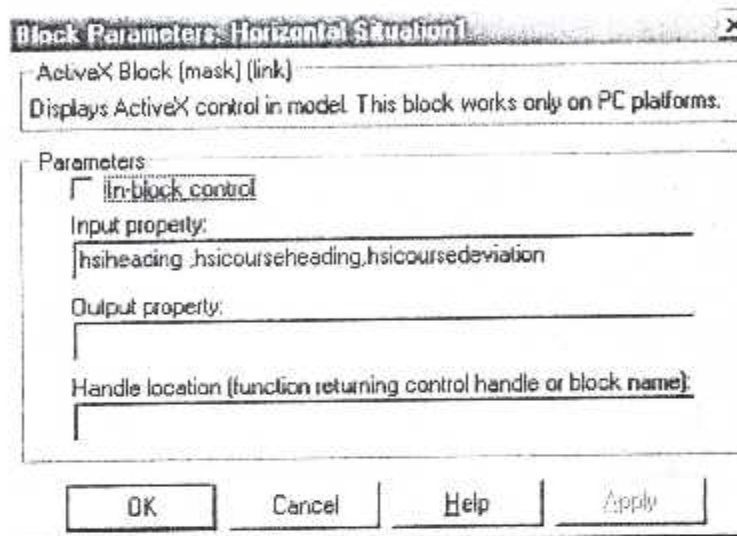 Block Parameters: Horizontal Situation1
ActiveX Block (mask) (link)
Displays ActiveX control in model. This block works only on PC platforms.
Parameters
In-block control
Input property:
hsiheading ,hsicourseheading,hsicoursedeviation
Output property:
Handle location (function returning control handle or block name):
OK
Cancel
Help
Apply